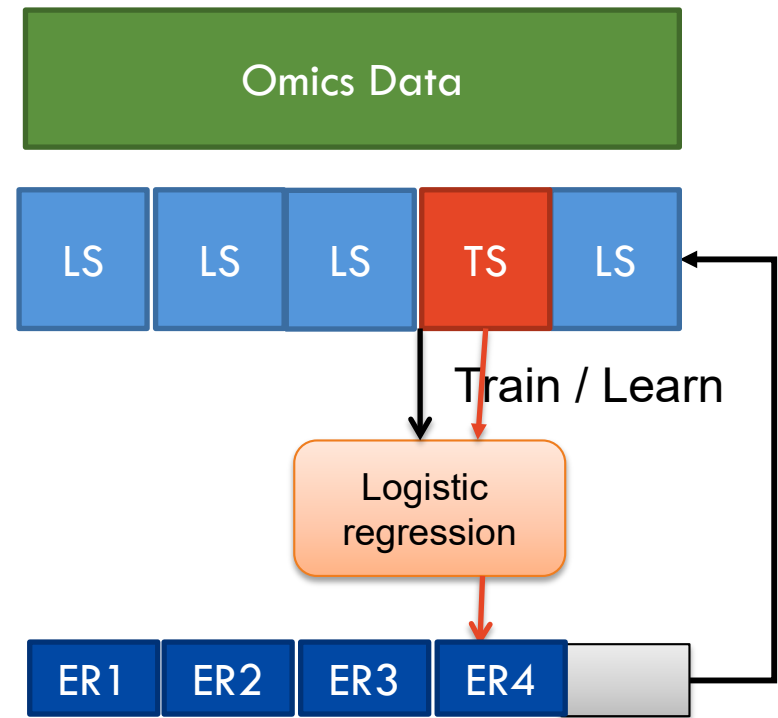 Omics Data
LS LS LS TS LS
Train / Learn
Logistic
regression
ER1 ER2 ER3 ER4